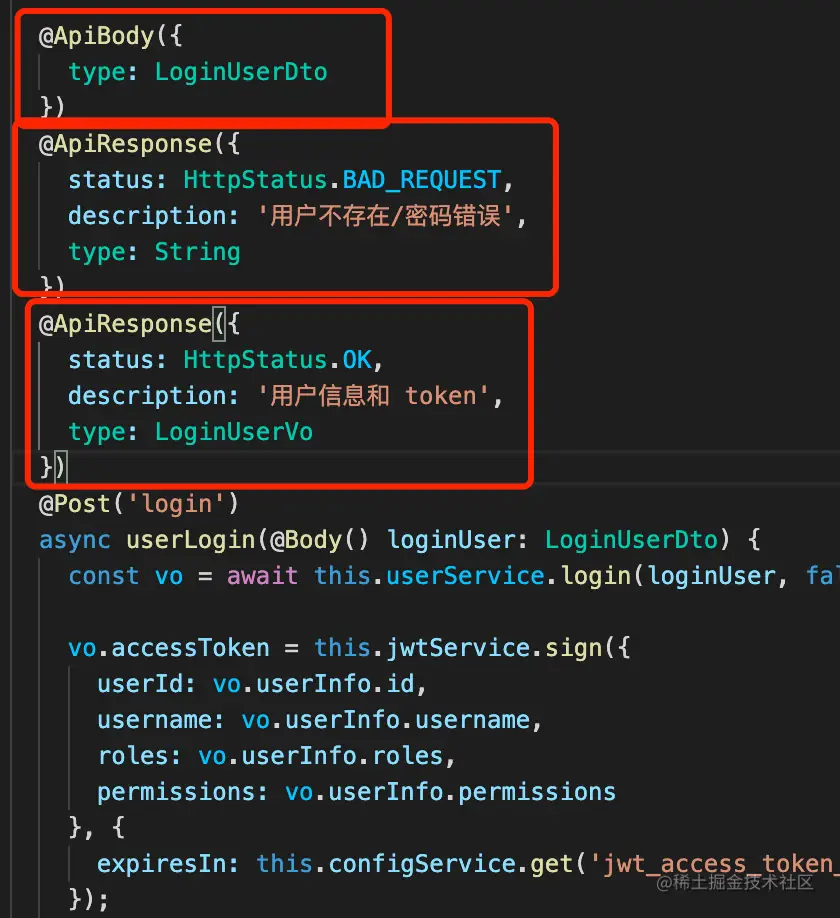 @ApiBody({
  type: LoginUserDto
})
@ApiResponse({
  status: HttpStatus.BAD_REQUEST,
  description: '用户不存在/密码错误',
  type: String
})
@ApiResponse({
  status: HttpStatus.OK,
  description: '用户信息和 token',
  type: LoginUserVo
})
@Post('login')
async userLogin(@Body() loginUser: LoginUserDto) {
  const vo = await this.userService.login(loginUser, fal
  vo.accessToken = this.jwtService.sign({
    userId: vo.userInfo.id,
    username: vo.userInfo.username,
    roles: vo.userInfo.roles,
    permissions: vo.userInfo.permissions
  }, {
    expiresIn: this.configService.get('jwt_access_token_
@稀土掘金技术社区
  });